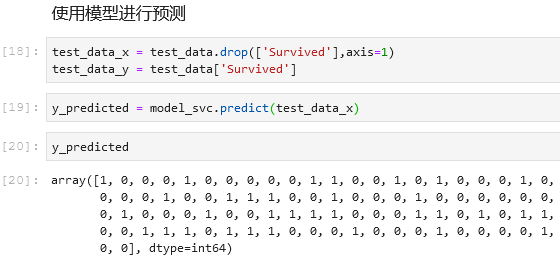 使用模型进行预测
[18]: test_data_x = test_data.drop(['Survived'],axis=1)
test_data_y = test_data['Survived']
[19]: y_predicted = model_svc.predict(test_data_x)
[20]: y_predicted
[20]: array([1, 0, 0, 0, 1, 0, 0, 0, 0, 0, 1, 1, 0, 0, 1, 0, 1, 0, 0, 0, 1, 0,
0, 0, 0, 1, 0, 0, 1, 1, 1, 0, 0, 1, 0, 0, 0, 1, 0, 0, 0, 0, 0, 0,
0, 1, 0, 0, 0, 1, 0, 0, 1, 1, 1, 1, 0, 0, 0, 1, 1, 0, 1, 0, 1, 1,
0, 0, 1, 1, 1, 0, 1, 1, 1, 0, 0, 0, 1, 0, 0, 0, 1, 0, 0, 0, 0, 1,
0, 0], dtype=int64)